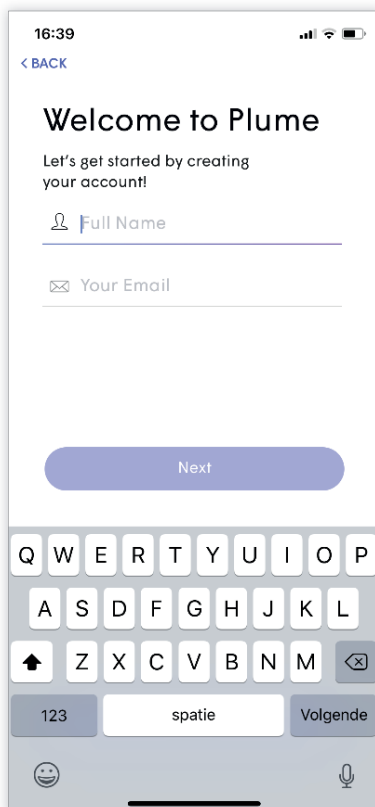 16:39
< BACK
Welcome to Plume
Let's get started by creating
your account!
Full Name
Your Email
Next
Q W E R T Y U I O P
A S D F G H J K L
Z X C V B N M
123 spatie Volgende